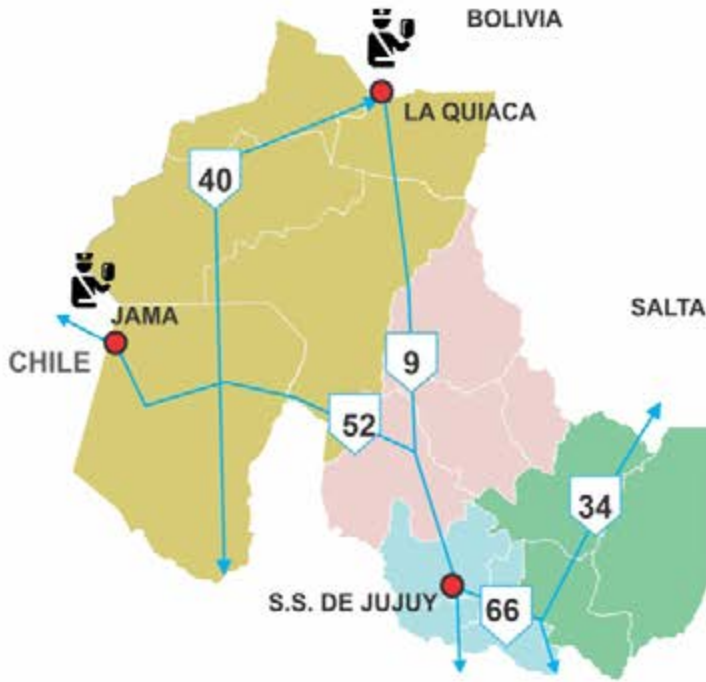 BOLIVIA
LA QUIACA
40
JAMA
SALTA
CHILE
9
52
34
S.S. DE JUJUY
66